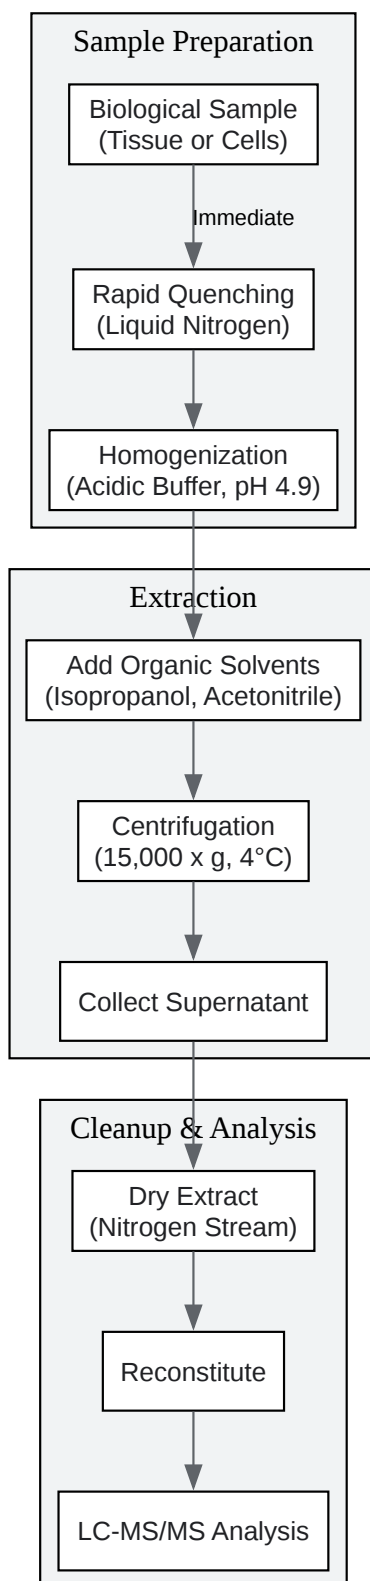 Sample Preparation
Biological Sample
(Tissue or Cells)
Immediate
Rapid Quenching
(Liquid Nitrogen)
Homogenization
(Acidic Buffer, pH 4.9)
Extraction
Add Organic Solvents
(Isopropanol, Acetonitrile)
Centrifugation
(15,000 x g, 4°C)
Collect Supernatant
Cleanup & Analysis
Dry Extract
(Nitrogen Stream)
Reconstitute
LC-MS/MS Analysis